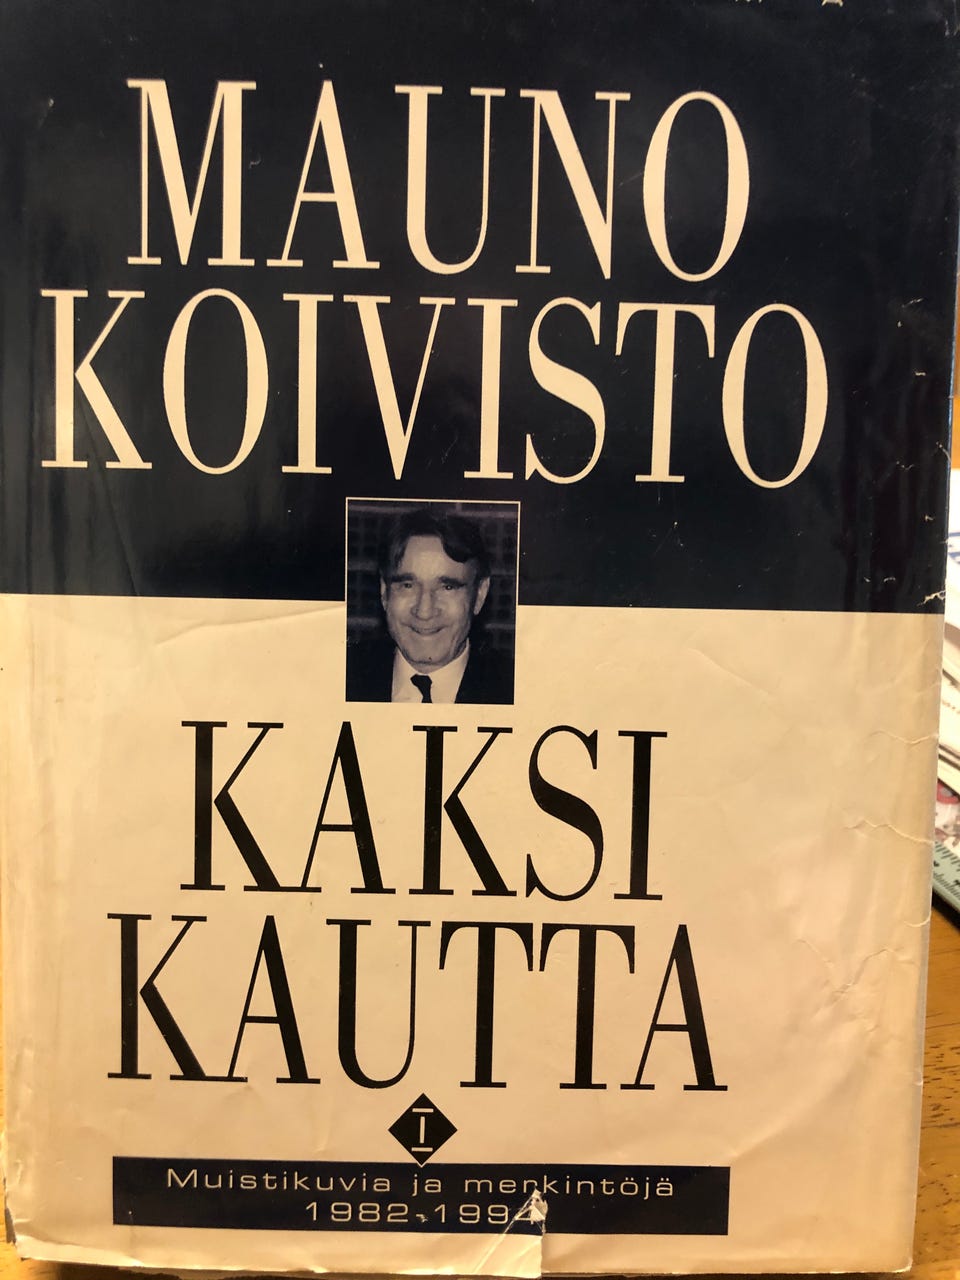 MAUNO
KOIVISTO
KAKSI
KAUTTA
I
Muistikuvia ja merkintöjä
1982-1994